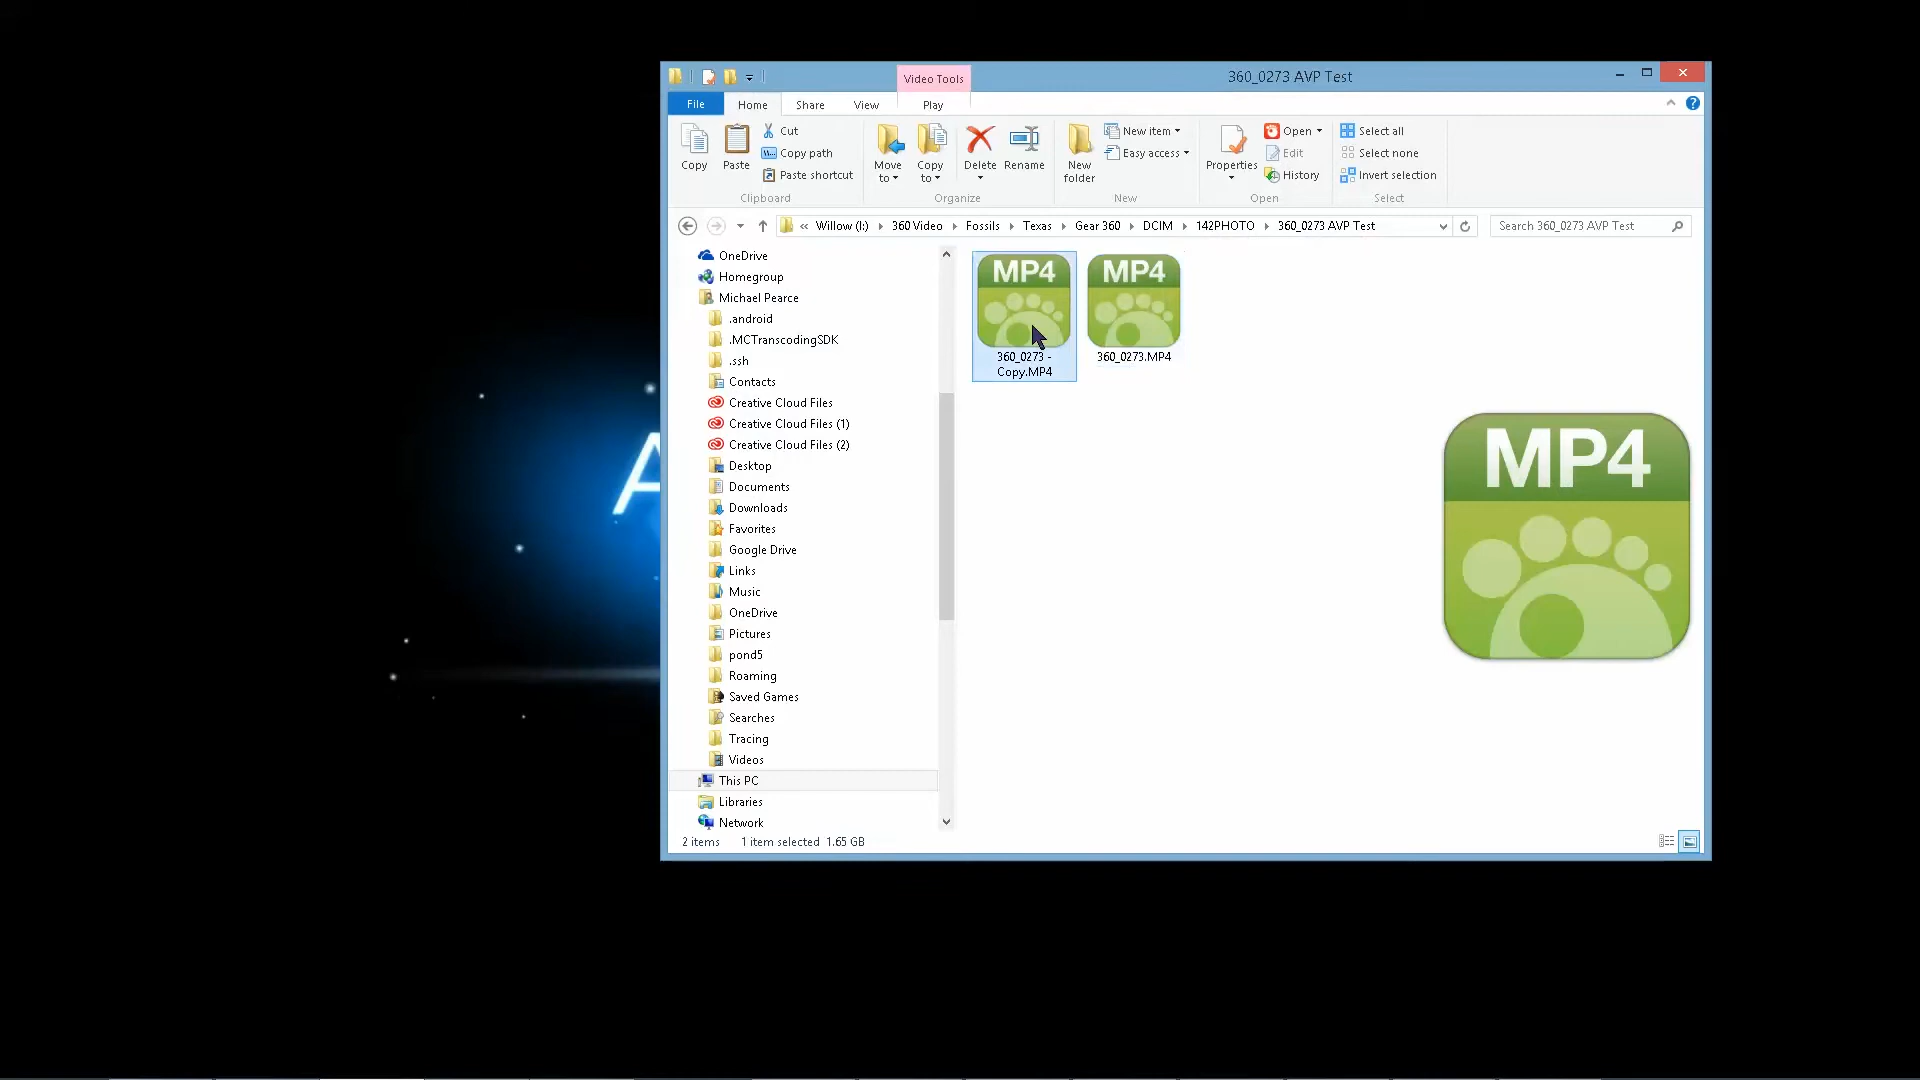 Video Tools
360_0273 AVP Test
File
Home
Share
View
Play
Copy
Paste
Cut
Copy path
Paste shortcut
Move to
Copy to
Delete
Rename
New folder
New item
Easy access
Properties
Open
Edit
History
Select all
Select none
Invert selection
Clipboard
Organize
New
Open
Select
« Willow (I:) 360 Video Fossils Texas Gear 360 DCIM 142PHOTO 360_0273 AVP Test
Search 360_0273 AVP Test
OneDrive
Homegroup
Michael Pearce
.android
.MCTranscodingSDK
.ssh
Contacts
Creative Cloud Files
Creative Cloud Files (1)
Creative Cloud Files (2)
Desktop
Documents
Downloads
Favorites
Google Drive
Links
Music
OneDrive
Pictures
pond5
Roaming
Saved Games
Searches
Tracing
Videos
This PC
Libraries
Network
MP4
360_0273 -
Copy.MP4
MP4
360_0273.MP4
MP4
A
2 items 1 item selected 1.65 GB